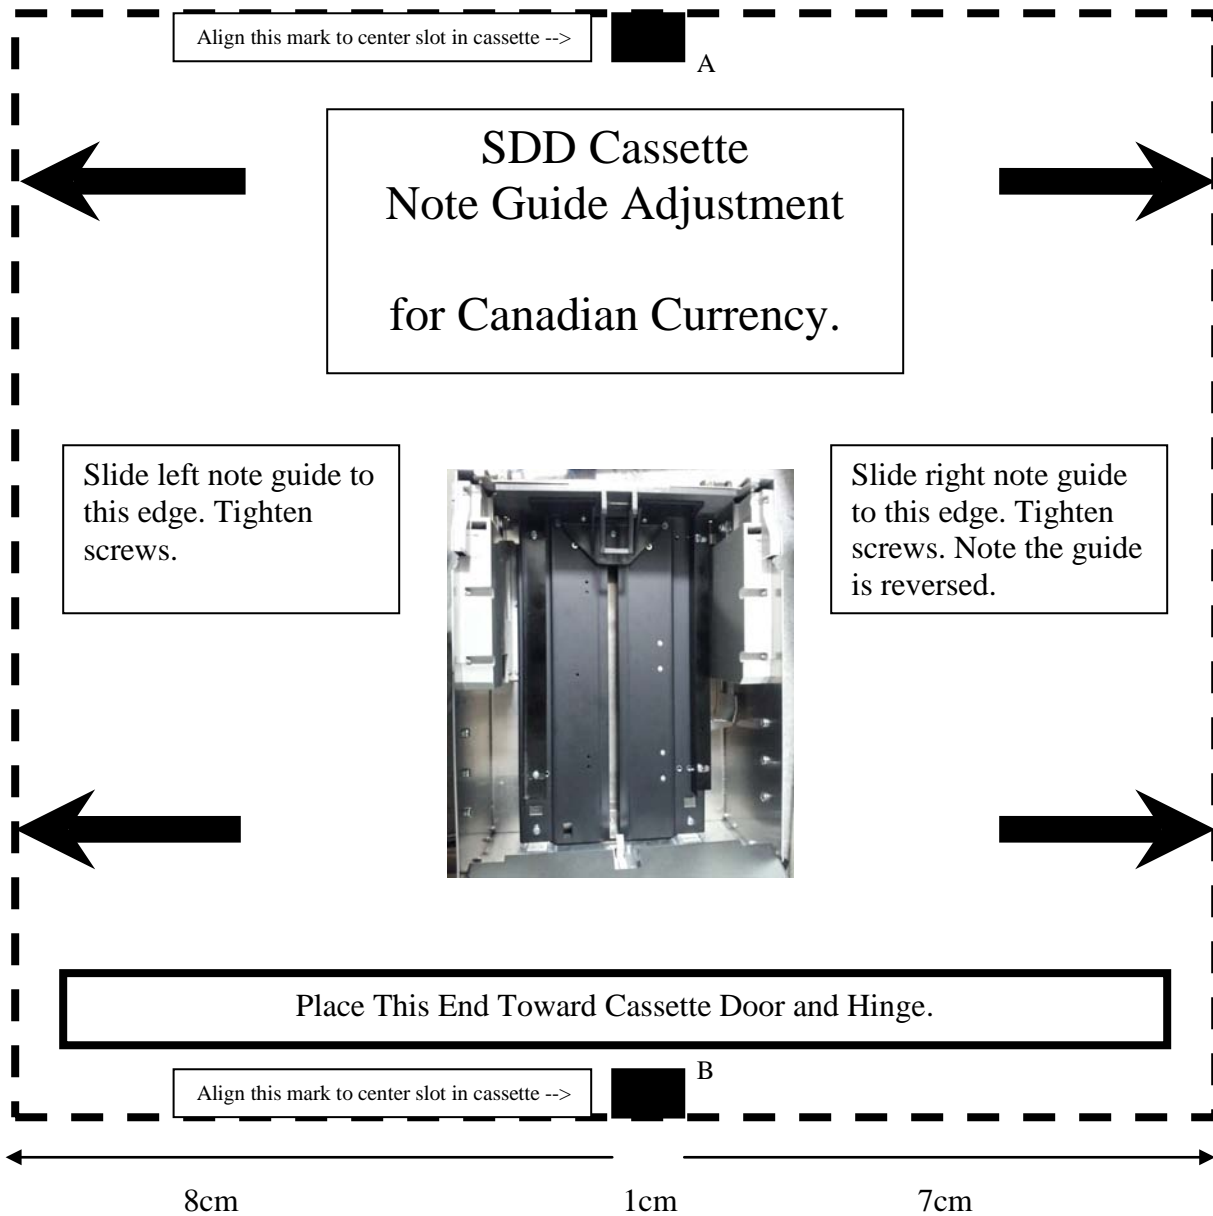 Align this mark to center slot in cassette -->
A
SDD Cassette
Note Guide Adjustment
for Canadian Currency.
Slide left note guide to
this edge. Tighten
screws.
Slide right note guide
to this edge. Tighten
screws. Note the guide
is reversed.
Place This End Toward Cassette Door and Hinge.
B
Align this mark to center slot in cassette -->
8cm
1cm
7cm